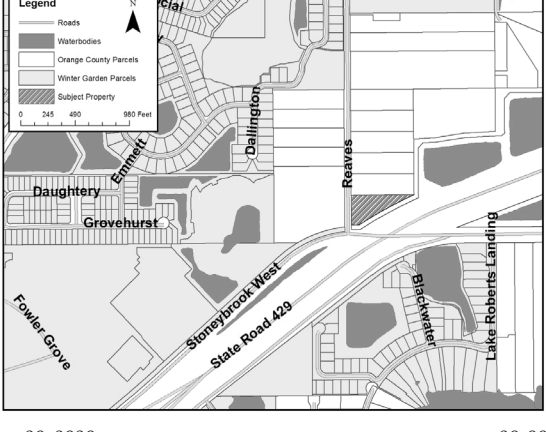 Legend
N
Roads
Waterbodies
Orange County Parcels
Winter Garden Parcels
Subject Property
0 245 490 980 Feet
Dallington
Emmett
Reaves
Daughtery
Grovehurst
Stoneybrook West
State Road 429
Fowler Grove
Blackwater
Lake Roberts Landing